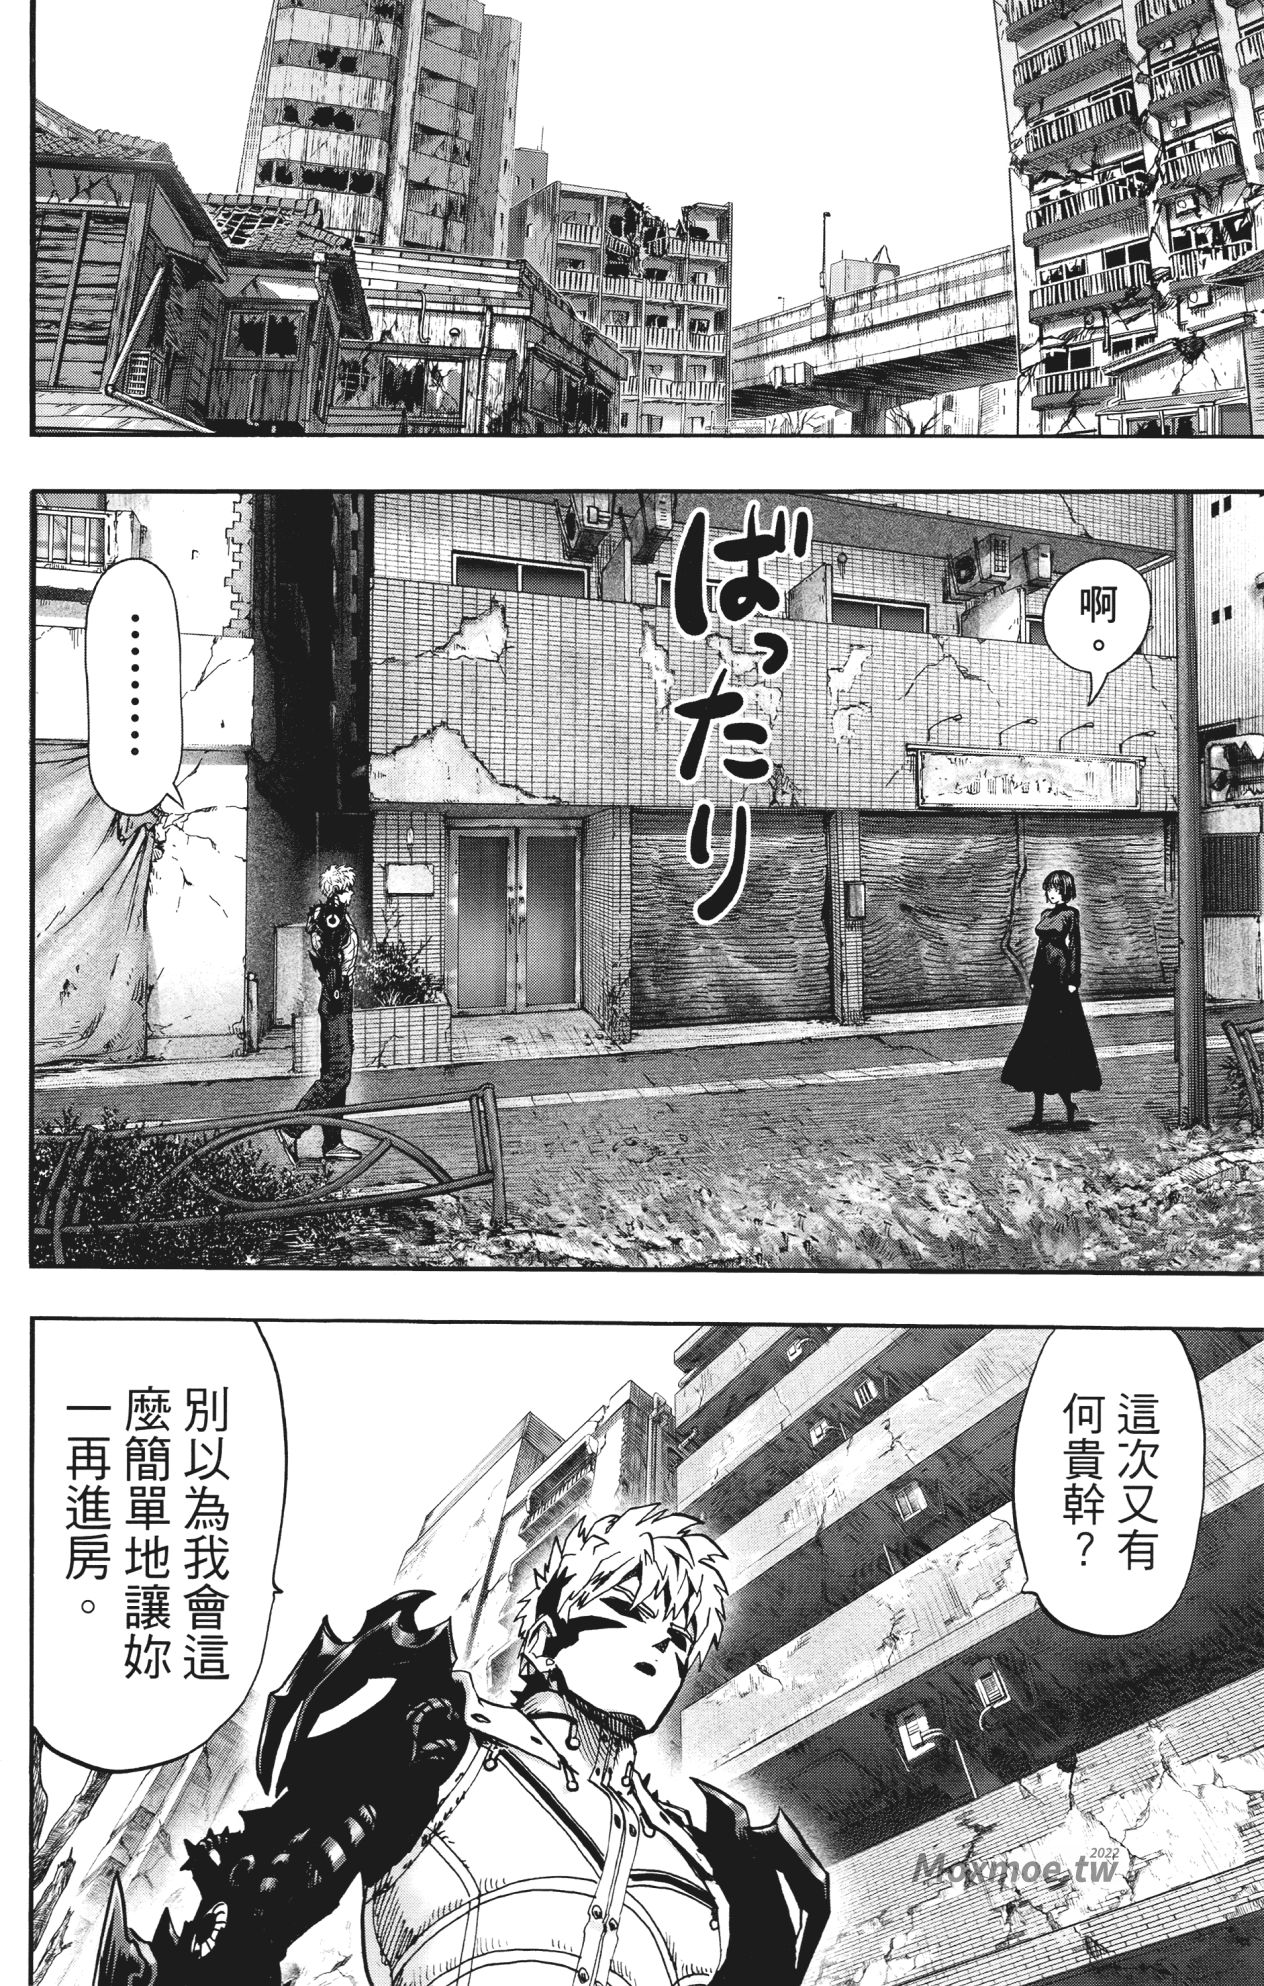 啊。
ばったり
………
這次又有
何貴幹?
別以為我會這
麼簡單地讓妳
一再進房。
2022
Moxmoe.tw